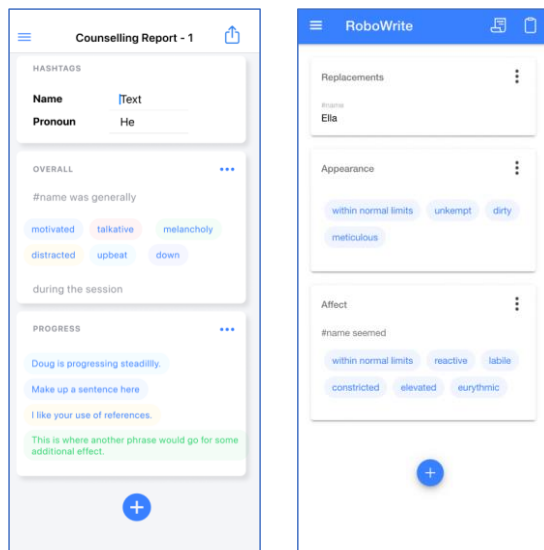 Counselling Report - 1
HASHTAGS
Name Text
Pronoun He
OVERALL
#name was generally
motivated talkative melancholy
distracted upbeat down
during the session
PROGRESS
Doug is progressing steadillly.
Make up a sentence here
I like your use of references.
This is where another phrase would go for some
additional effect.
RoboWrite
Replacements
#name
Ella
Appearance
within normal limits unkempt dirty
meticulous
Affect
#name seemed
within normal limits reactive labile
constricted elevated eurythmic